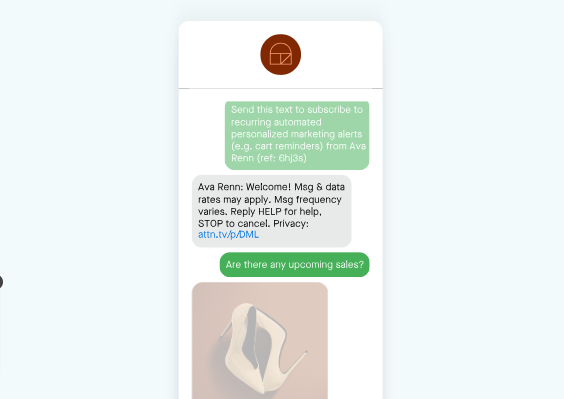 Send this text to subscribe to
recurring automated
personalized marketing alerts
(e.g. cart reminders) from Ava
Renn (ref: 6hj3s)
Ava Renn: Welcome! Msg & data
rates may apply. Msg frequency
varies. Reply HELP for help,
STOP to cancel. Privacy:
attn.tv/p/DML
Are there any upcoming sales?